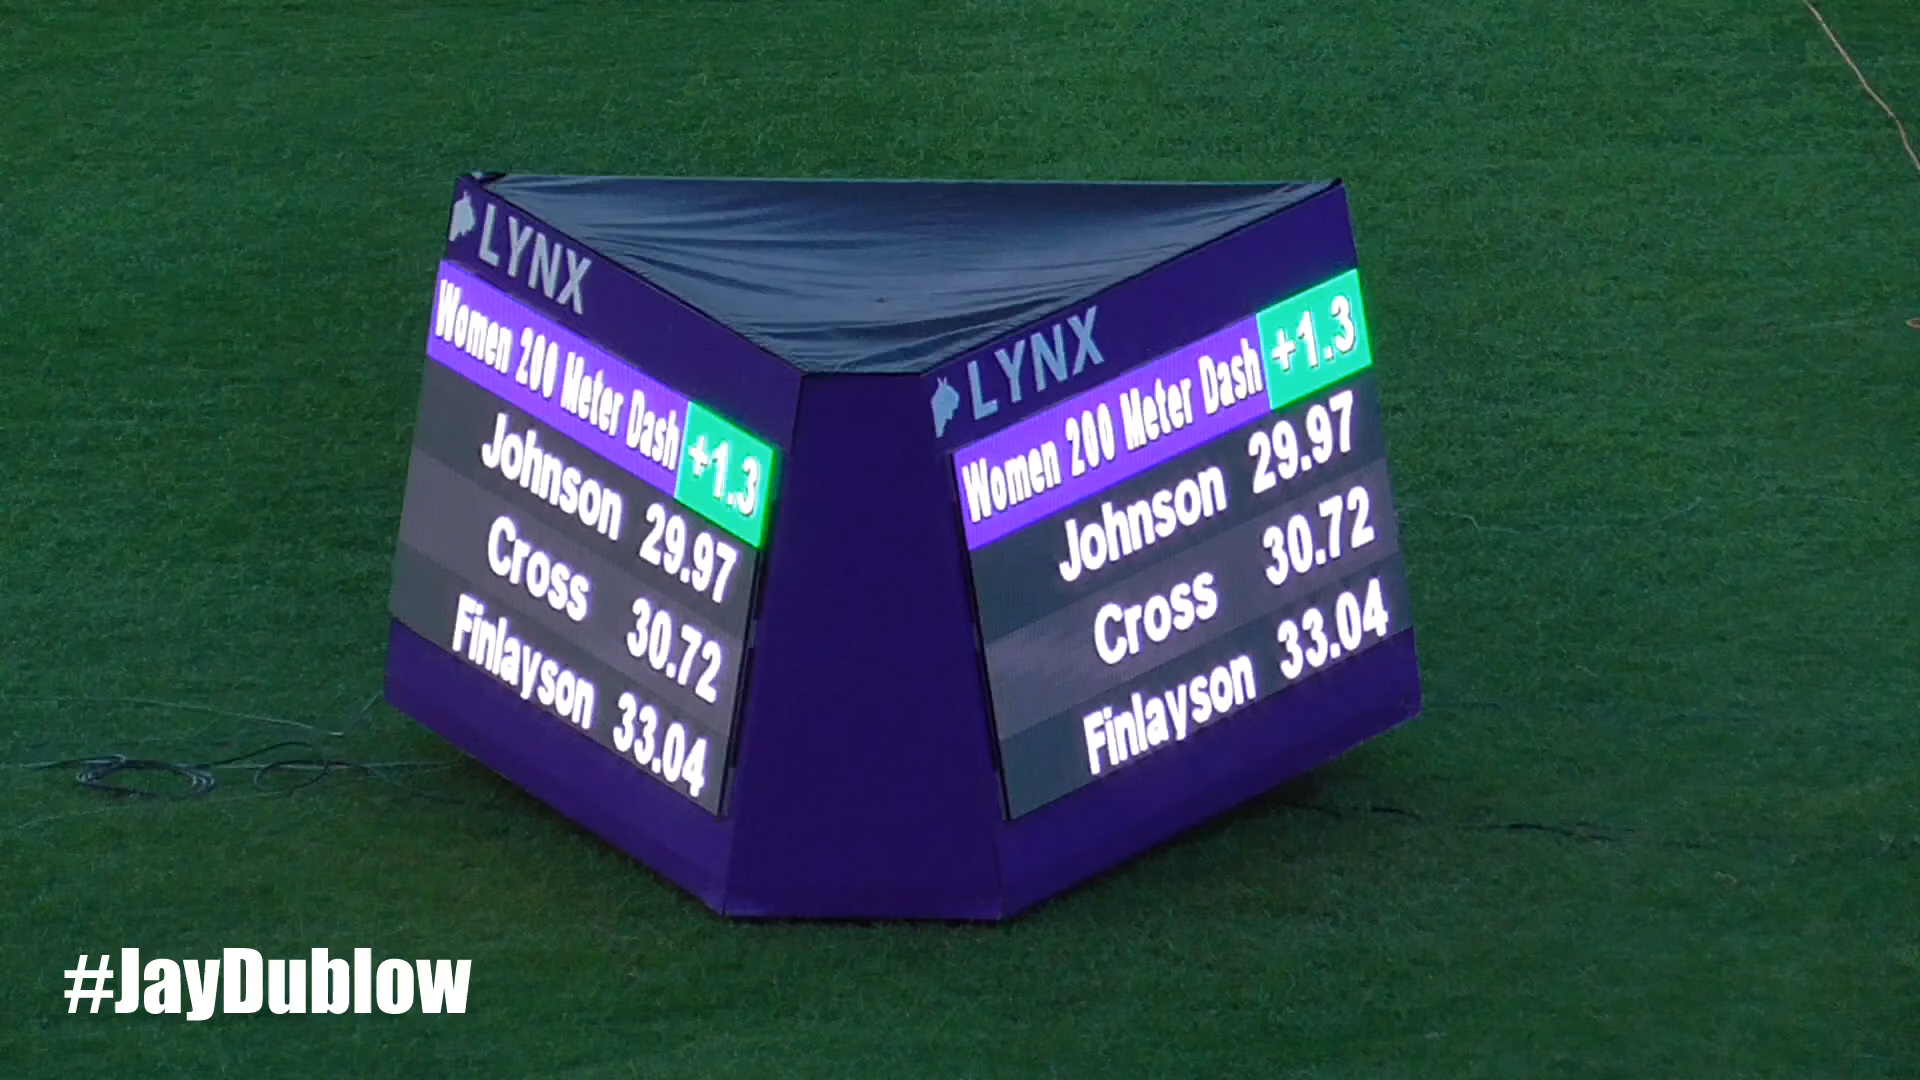 LYNX
Women 200 Meter Dash +1.3
Johnson 29.97
Cross 30.72
Finlayson 33.04
LYNX
Women 200 Meter Dash +1.3
Johnson 29.97
Cross 30.72
Finlayson 33.04
#JayDublow